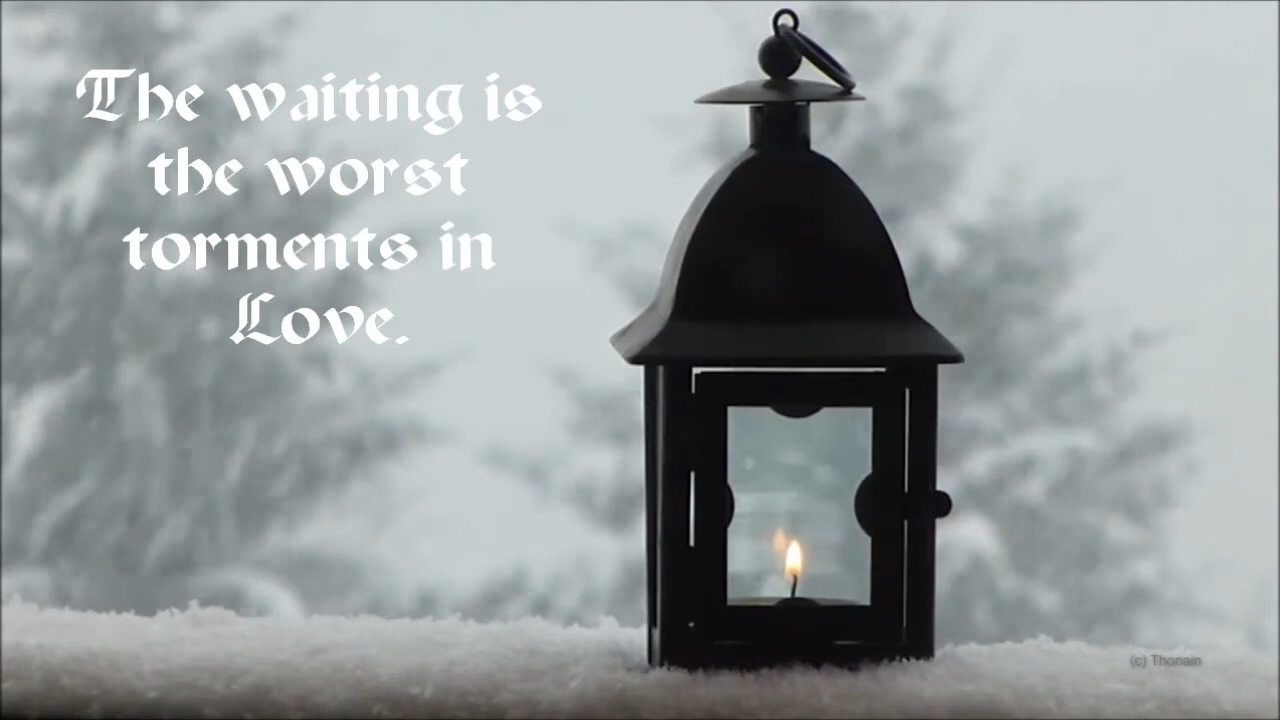 The waiting is
the worst
torments in
Love.
(c) Thonain